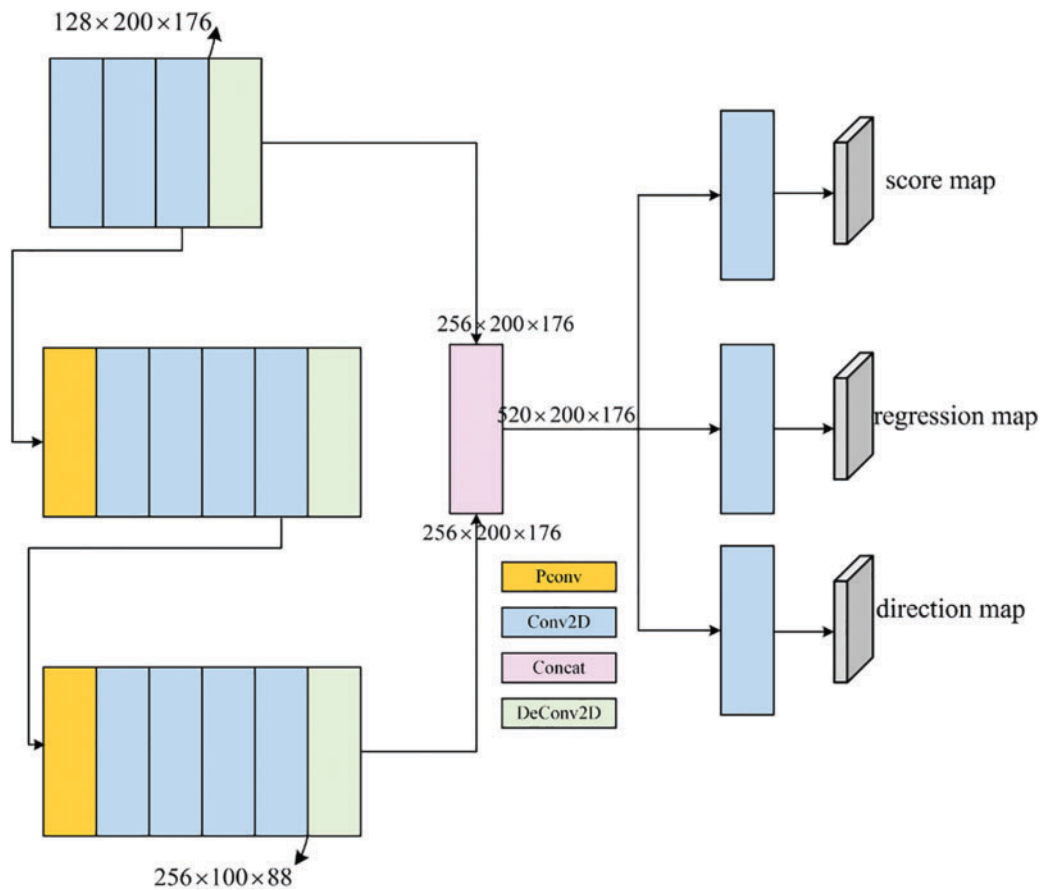 128×200×176
score map
256×200×176
520×200×176
regression map
256×200×176
Pconv
Conv2D
direction map
Concat
DeConv2D
256×100×88